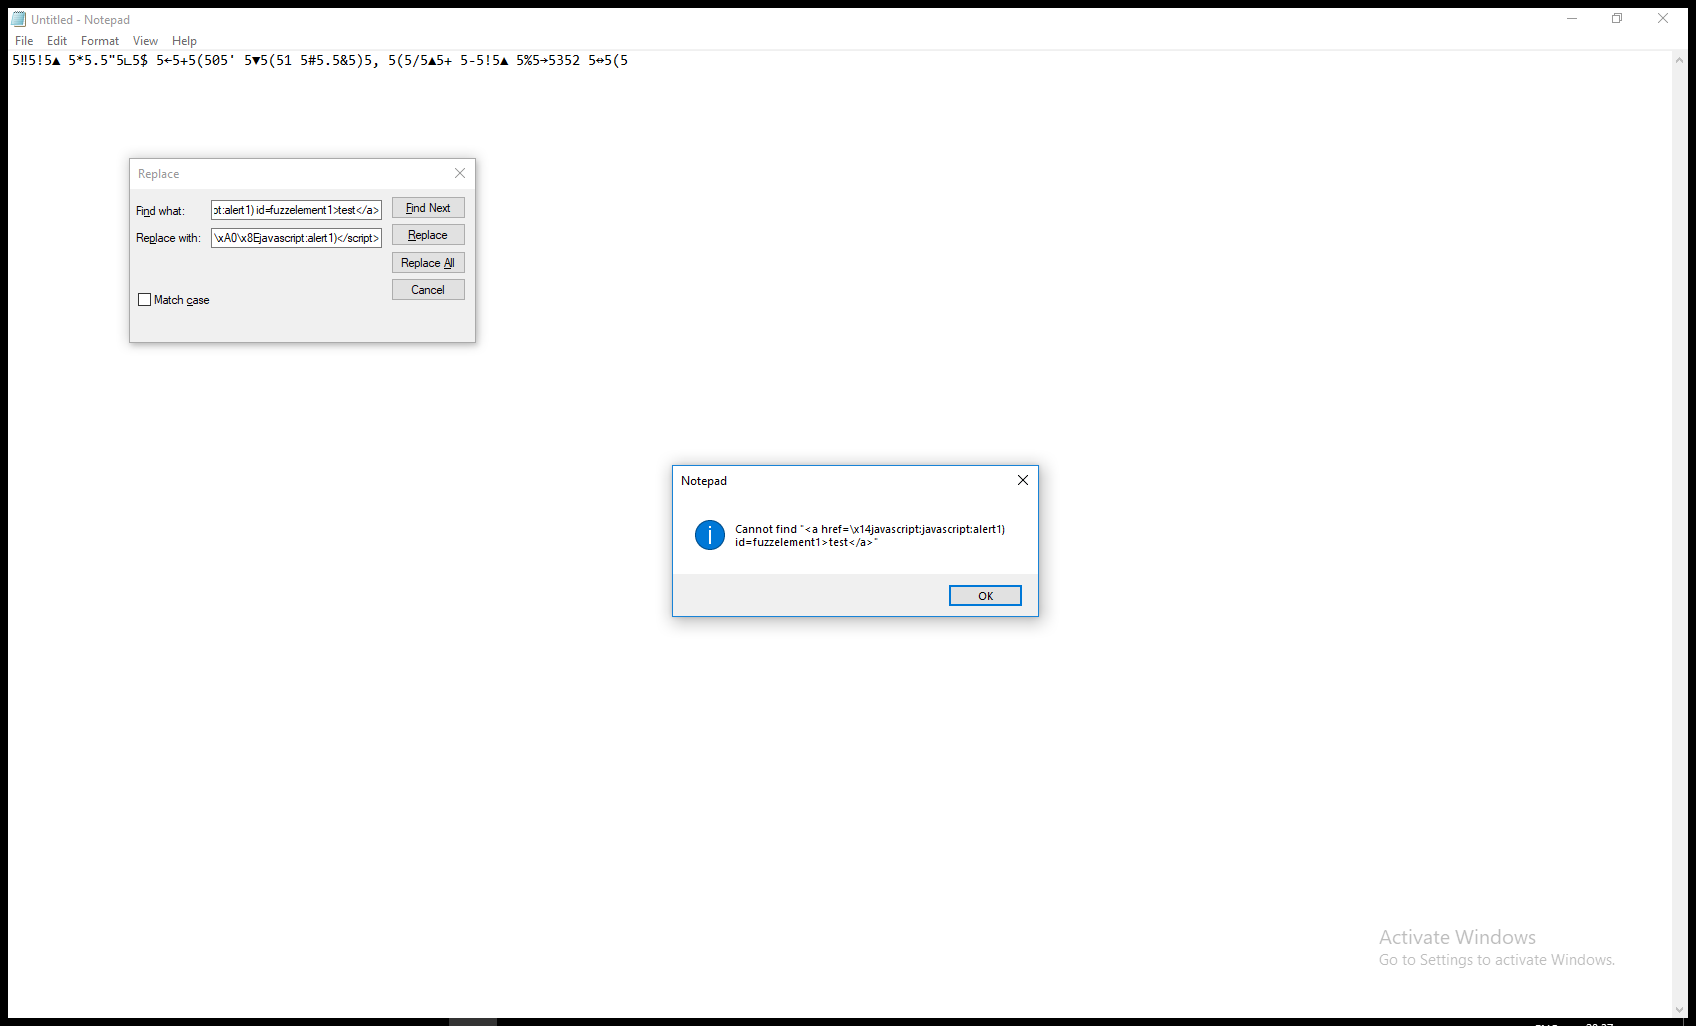 Untitled - Notepad
File Edit Format View Help
5‼5!5▲ 5*5.5"5∟5$ 5←5+5(505' 5▼5(51 5#5.5&5)5, 5(5/5▲5+ 5-5!5▲ 5%5→5352 5↔5(5
Replace
Find what: ot:alert1) id=fuzzelement1>test</a> Find Next
Replace with: \xA0\x8Ejavascript:alert1)</script> Replace
Replace All
Cancel
Match case
Notepad
Cannot find "<a href=\x14javascript:javascript:alert1)
id=fuzzelement1>test</a>"
OK
Activate Windows
Go to Settings to activate Windows.